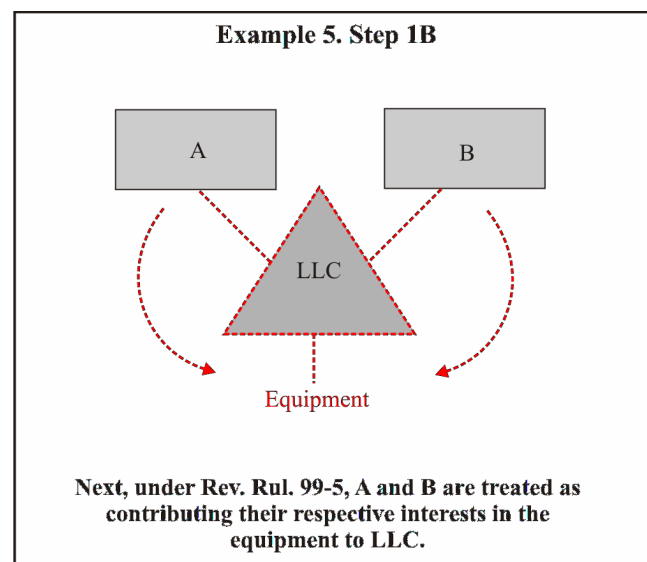 Example 5. Step 1B
A
B
LLC
Equipment
Next, under Rev. Rul. 99-5, A and B are treated as
contributing their respective interests in the
equipment to LLC.